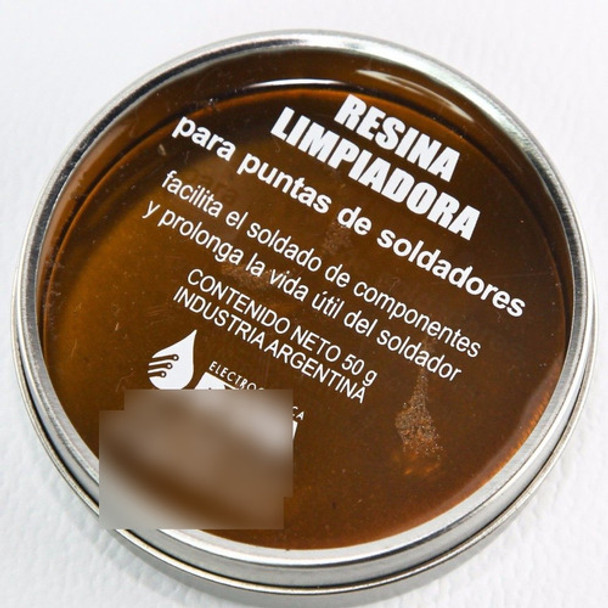 RESINA
LIMPIADORA
para puntas de soldadores
facilita el soldado de componentes
y prolonga la vida útil del soldador
CONTENIDO NETO 50 g
INDUSTRIA ARGENTINA